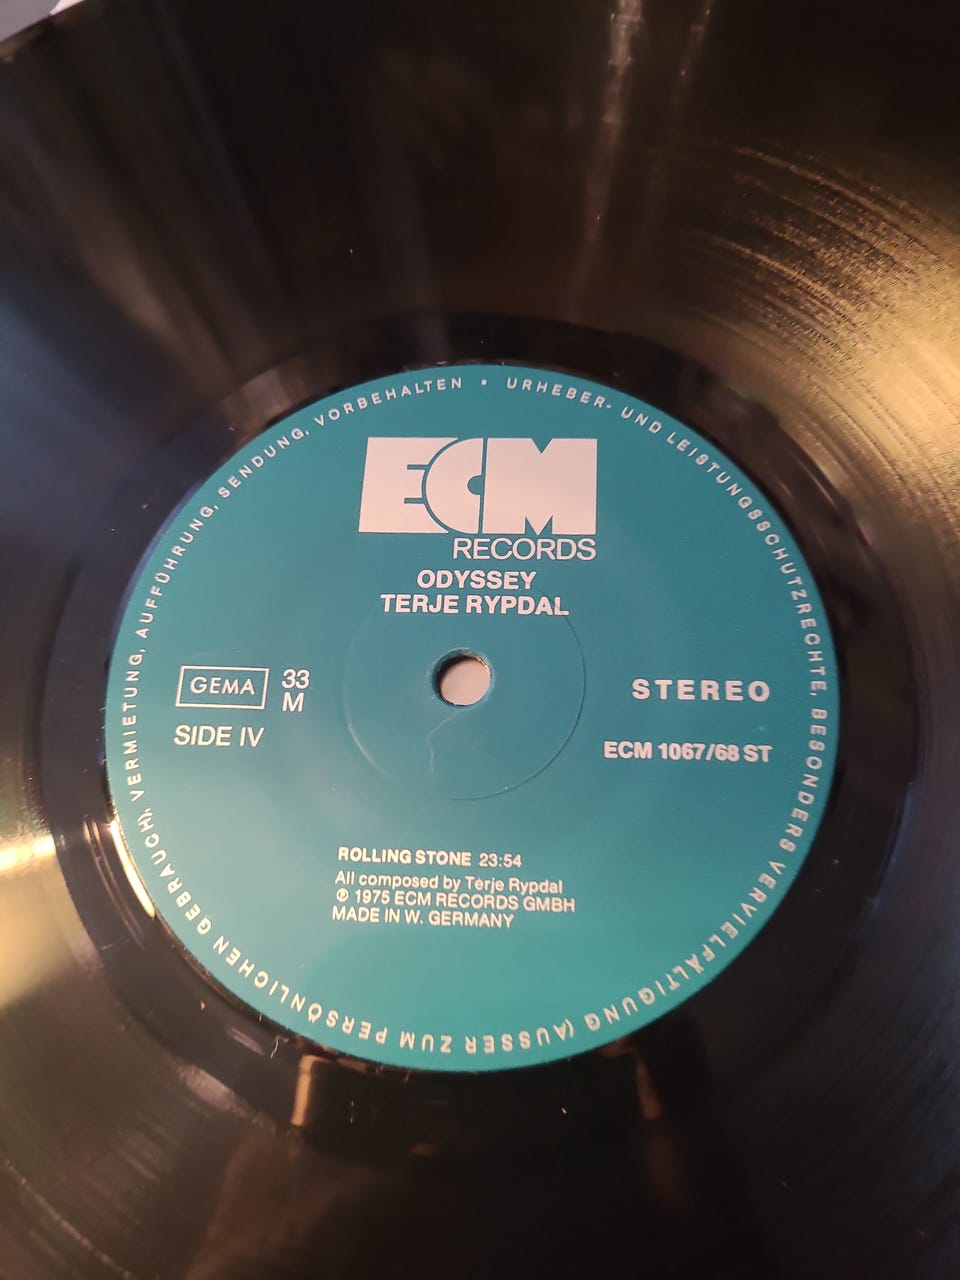 URHEBER- UND LEISTUNGSSCHUTZRECHTE, BESONDERS VERVIELFÄLTIGUNG (AUSSER ZUM PERSÖNLICHEN GEBRAUCH), VERMIETUNG, AUFFÜHRUNG, SENDUNG, VORBEHALTEN •
ECM
RECORDS
ODYSSEY
TERJE RYPDAL
GEMA 33
M
SIDE IV
STEREO
ECM 1067/68 ST
ROLLING STONE 23:54
All composed by Terje Rypdal
℗ 1975 ECM RECORDS GMBH
MADE IN W. GERMANY